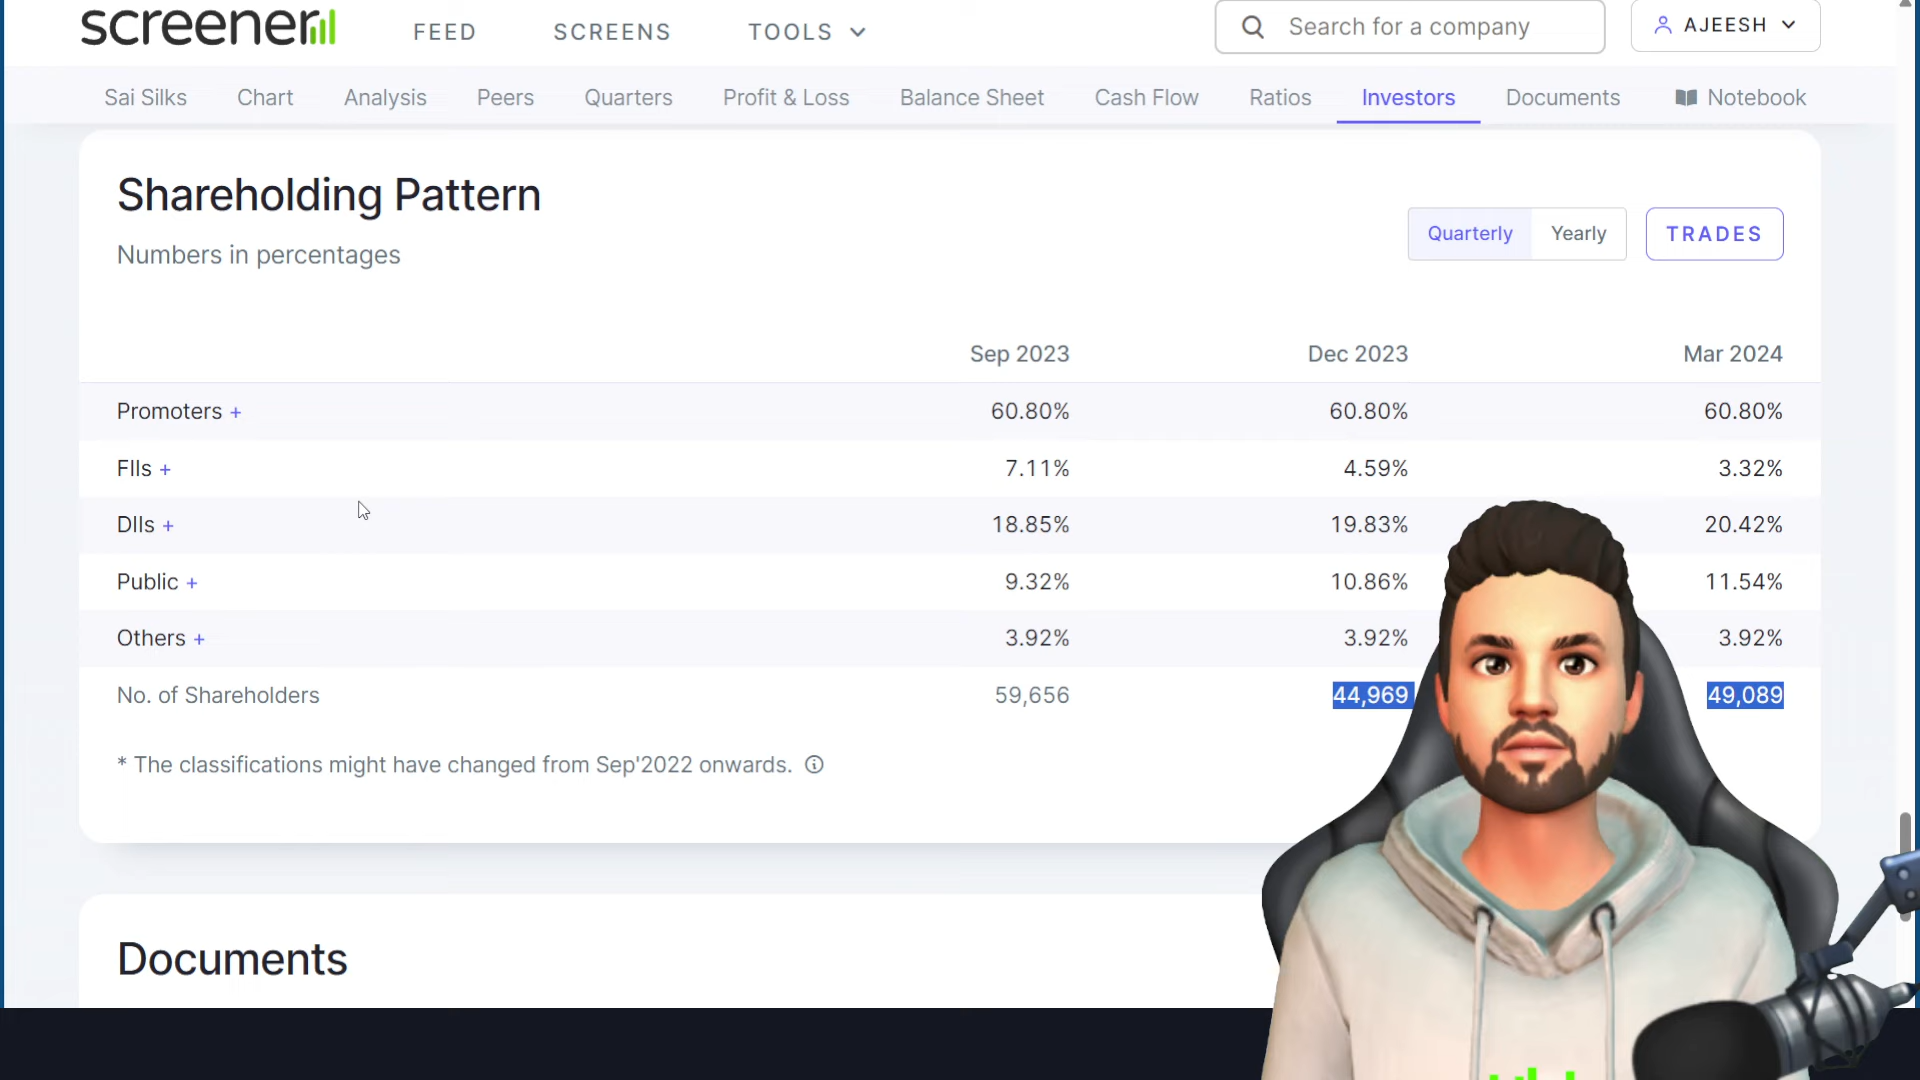 screener
FEED
SCREENS
TOOLS
Search for a company
AJEESH
Sai Silks
Chart
Analysis
Peers
Quarters
Profit & Loss
Balance Sheet
Cash Flow
Ratios
Investors
Documents
Notebook
Shareholding Pattern
Numbers in percentages
Quarterly
Yearly
TRADES
Sep 2023 Dec 2023 Mar 2024
Promoters + 60.80% 60.80% 60.80%
FIIs + 7.11% 4.59% 3.32%
DIIs + 18.85% 19.83% 20.42%
Public + 9.32% 10.86% 11.54%
Others + 3.92% 3.92% 3.92%
No. of Shareholders 59,656 44,969 49,089
* The classifications might have changed from Sep'2022 onwards.
Documents